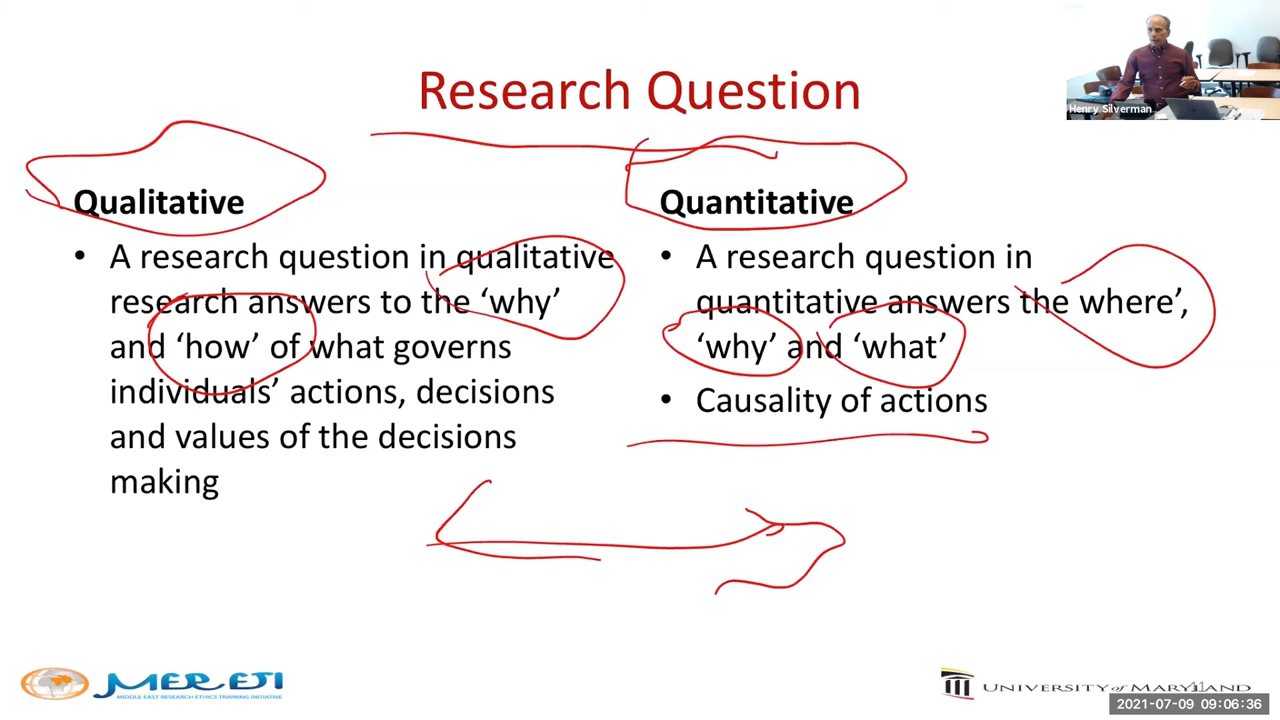 Research Question
Henry Silverman
Qualitative
• A research question in qualitative
research answers to the ‘why’
and ‘how’ of what governs
individuals’ actions, decisions
and values of the decisions
making
Quantitative
• A research question in
quantitative answers the where’,
‘why’ and ‘what’
• Causality of actions
MERETI
MIDDLE EAST RESEARCH ETHICS TRAINING INITIATIVE
UNIVERSITY of MARYLAND
11
2021-07-09 09:06:36